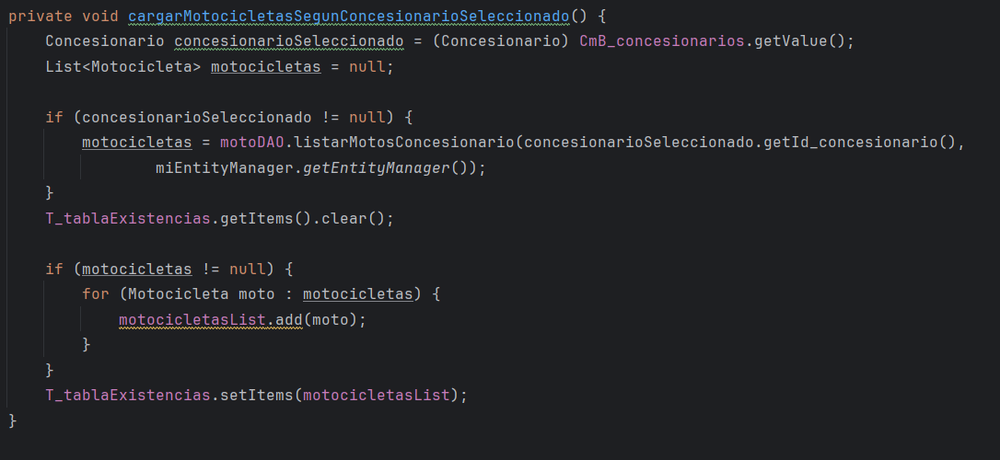 private void cargarMotocicletasSegunConcesionarioSeleccionado() {
Concesionario concesionarioSeleccionado = (Concesionario) CmB_concesionarios.getValue();
List<Motocicleta> motocicletas = null;
if (concesionarioSeleccionado != null) {
motocicletas = motoDAO.listarMotosConcesionario(concesionarioSeleccionado.getId_concesionario(),
miEntityManager.getEntityManager());
}
T_tablaExistencias.getItems().clear();
if (motocicletas != null) {
for (Motocicleta moto : motocicletas) {
motocicletasList.add(moto);
}
}
T_tablaExistencias.setItems(motocicletasList);
}